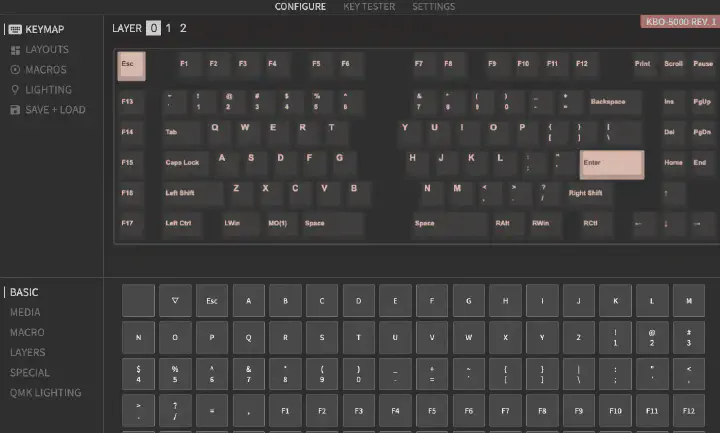 CONFIGURE KEY TESTER SETTINGS
KEYMAP
LAYOUTS
MACROS
LIGHTING
SAVE + LOAD
LAYER 0 1 2
KBO-5000 REV. 1
Esc F1 F2 F3 F4 F5 F6 F7 F8 F9 F10 F11 F12 Print Scroll Pause
F13 ~ ! @ # $ % ^ & * ( ) _ + Backspace Ins PgUp
` 1 2 3 4 5 6 7 8 9 0 - =
F14 Tab Q W E R T Y U I O P { } | Del PgDn
[ ] \
F15 Caps Lock A S D F G H J K L : " Enter Home End
; '
F16 Left Shift Z X C V B N M < > ? Right Shift ↑
, . /
F17 Left Ctrl LWin MO(1) Space Space RAlt RWin RCtl ← ↓ →
BASIC
MEDIA
MACRO
LAYERS
SPECIAL
QMK LIGHTING
▽ Esc A B C D E F G H I J K L M
N O P Q R S T U V W X Y Z ! @ #
1 2 3
$ % ^ & * ( ) _ + ~ { } | : " <
4 5 6 7 8 9 0 - = ` [ ] \ ; ' ,
> ? = , F1 F2 F3 F4 F5 F6 F7 F8 F9 F10 F11 F12
. /